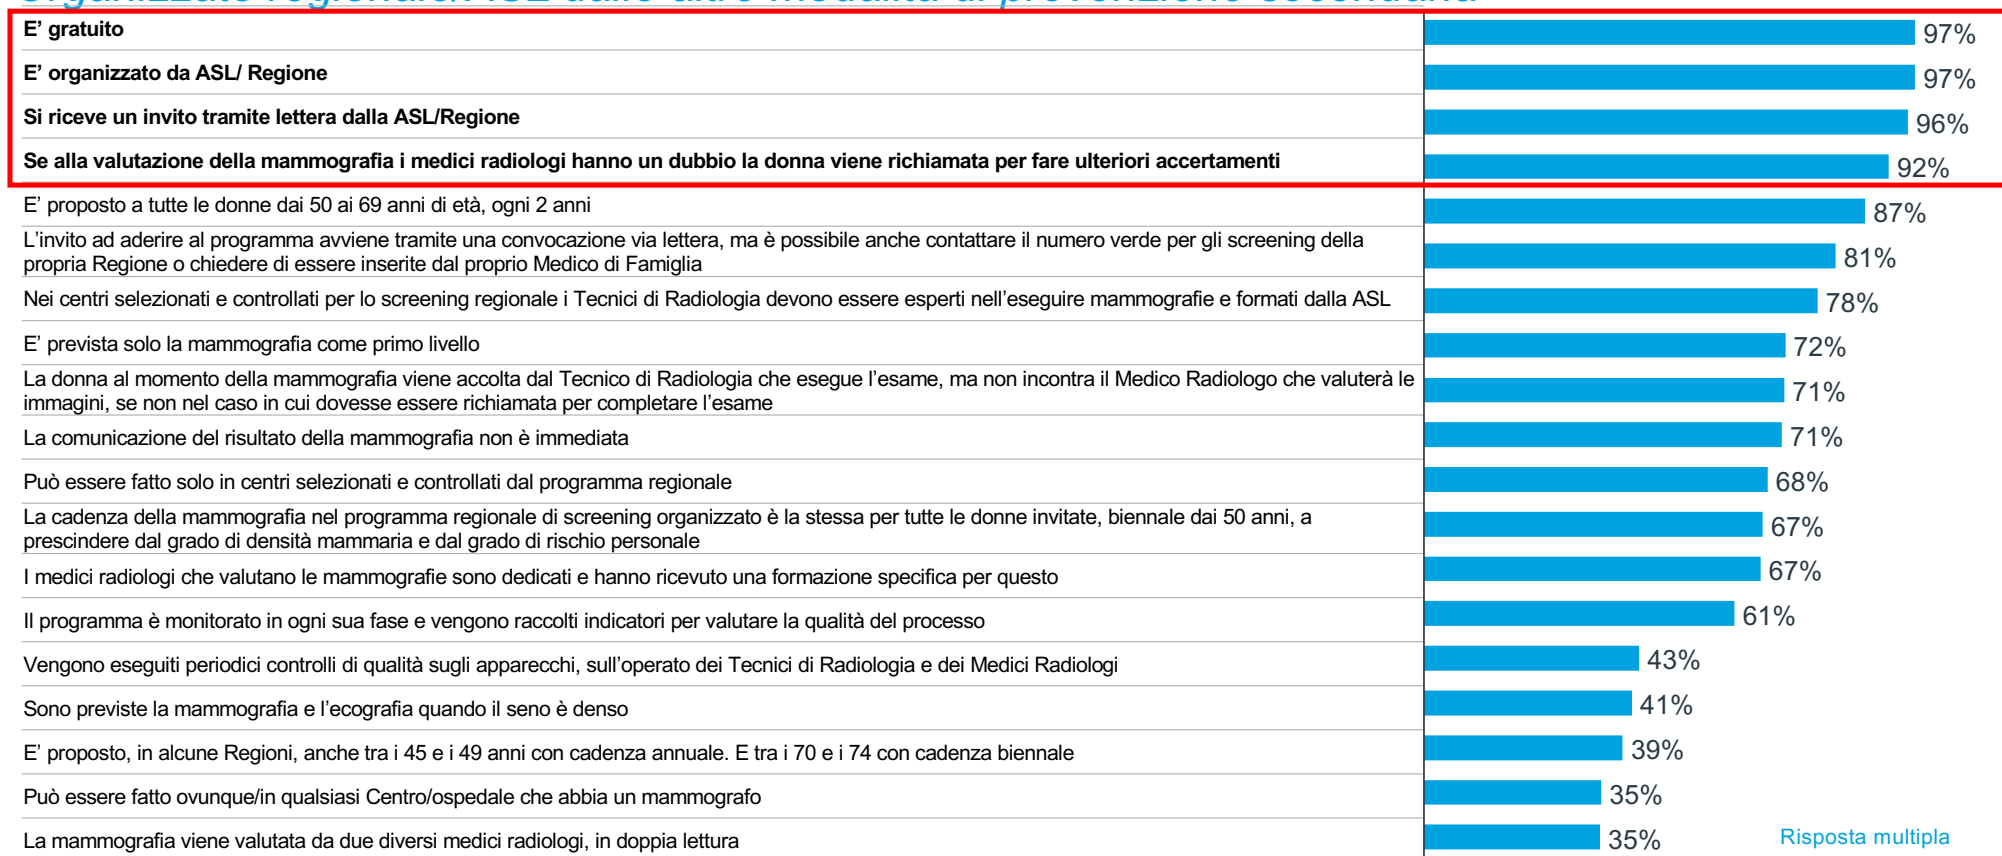 organizzato regionale/ASL dalle altre modalità di prevenzione secondaria
E’ gratuito
97%
E’ organizzato da ASL/ Regione
97%
Si riceve un invito tramite lettera dalla ASL/Regione
96%
Se alla valutazione della mammografia i medici radiologi hanno un dubbio la donna viene richiamata per fare ulteriori accertamenti
92%
E’ proposto a tutte le donne dai 50 ai 69 anni di età, ogni 2 anni
87%
L’invito ad aderire al programma avviene tramite una convocazione via lettera, ma è possibile anche contattare il numero verde per gli screening della
propria Regione o chiedere di essere inserite dal proprio Medico di Famiglia
81%
Nei centri selezionati e controllati per lo screening regionale i Tecnici di Radiologia devono essere esperti nell’eseguire mammografie e formati dalla ASL
78%
E’ prevista solo la mammografia come primo livello
72%
La donna al momento della mammografia viene accolta dal Tecnico di Radiologia che esegue l’esame, ma non incontra il Medico Radiologo che valuterà le
immagini, se non nel caso in cui dovesse essere richiamata per completare l’esame
71%
La comunicazione del risultato della mammografia non è immediata
71%
Può essere fatto solo in centri selezionati e controllati dal programma regionale
68%
La cadenza della mammografia nel programma regionale di screening organizzato è la stessa per tutte le donne invitate, biennale dai 50 anni, a
prescindere dal grado di densità mammaria e dal grado di rischio personale
67%
I medici radiologi che valutano le mammografie sono dedicati e hanno ricevuto una formazione specifica per questo
67%
Il programma è monitorato in ogni sua fase e vengono raccolti indicatori per valutare la qualità del processo
61%
Vengono eseguiti periodici controlli di qualità sugli apparecchi, sull’operato dei Tecnici di Radiologia e dei Medici Radiologi
43%
Sono previste la mammografia e l’ecografia quando il seno è denso
41%
E’ proposto, in alcune Regioni, anche tra i 45 e i 49 anni con cadenza annuale. E tra i 70 e i 74 con cadenza biennale
39%
Può essere fatto ovunque/in qualsiasi Centro/ospedale che abbia un mammografo
35%
La mammografia viene valutata da due diversi medici radiologi, in doppia lettura
35%
Risposta multipla